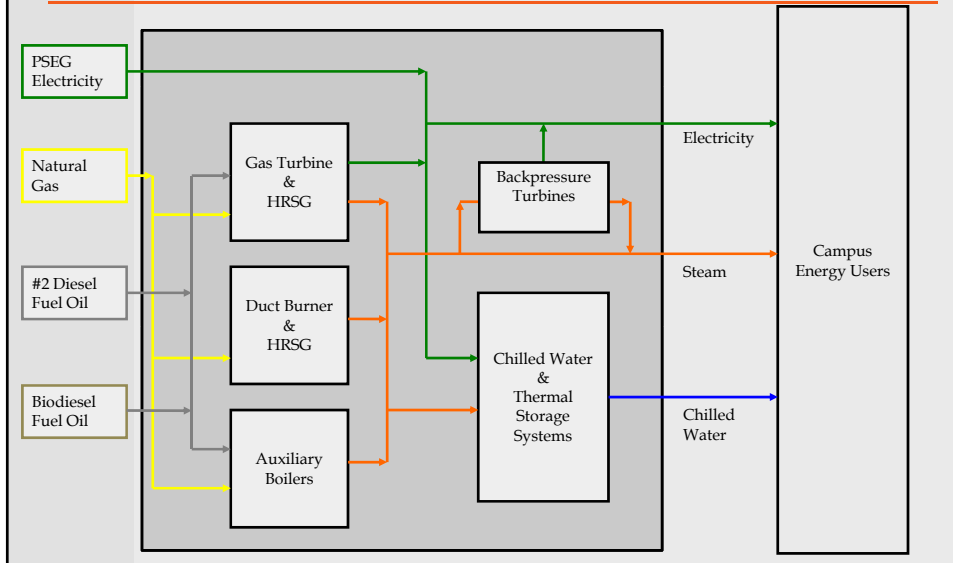 PSEG
Electricity
Natural
Gas
#2 Diesel
Fuel Oil
Biodiesel
Fuel Oil
Gas Turbine
&
HRSG
Duct Burner
&
HRSG
Auxiliary
Boilers
Backpressure
Turbines
Chilled Water
&
Thermal
Storage
Systems
Electricity
Steam
Chilled
Water
Campus
Energy Users